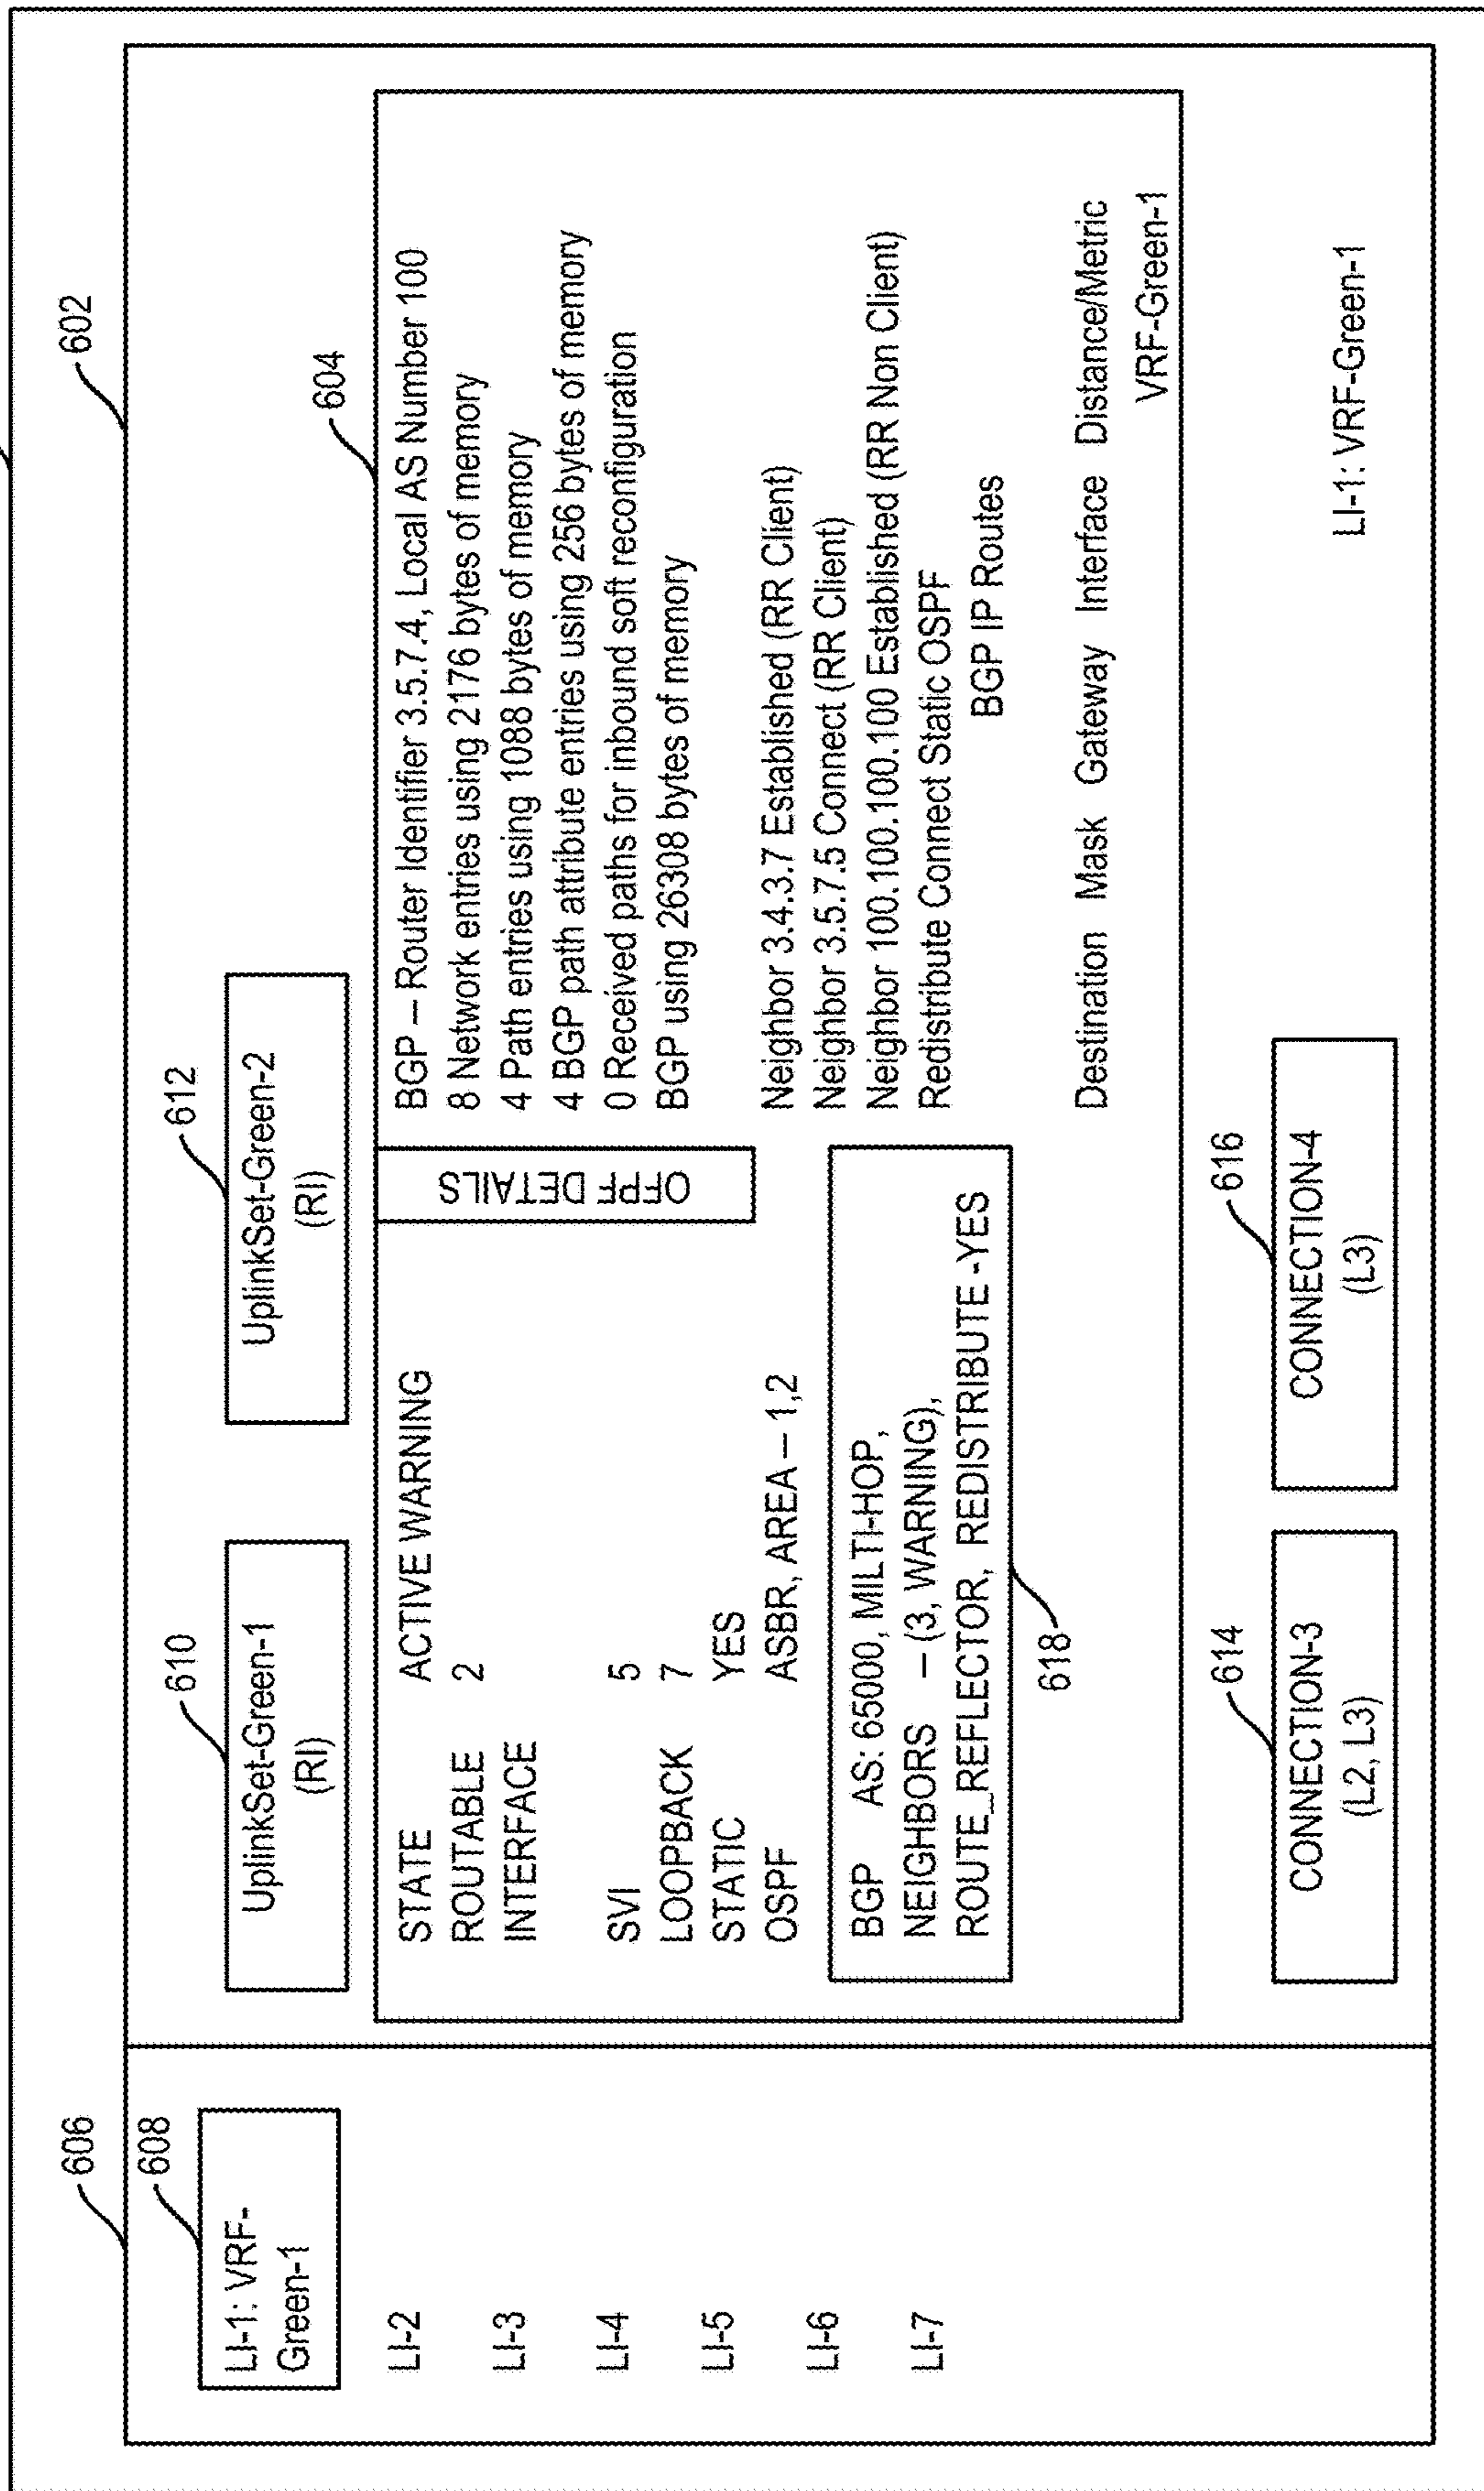 602
606
608
LI-1: VRF-
Green-1
LI-2
LI-3
LI-4
LI-5
LI-6
LI-7
610
UplinkSet-Green-1
(RI)
612
UplinkSet-Green-2
(RI)
604
STATE ACTIVE WARNING
ROUTABLE 2
INTERFACE
SVI 5
LOOPBACK 7
STATIC YES
OSPF ASBR, AREA – 1,2
BGP AS: 65000, MILTI-HOP,
NEIGHBORS – (3, WARNING),
ROUTE_REFLECTOR, REDISTRIBUTE -YES
618
OFPF DETAILS
BGP – Router Identifier 3.5.7.4, Local AS Number 100
8 Network entries using 2176 bytes of memory
4 Path entries using 1088 bytes of memory
4 BGP path attribute entries using 256 bytes of memory
0 Received paths for inbound soft reconfiguration
BGP using 26308 bytes of memory
Neighbor 3.4.3.7 Established (RR Client)
Neighbor 3.5.7.5 Connect (RR Client)
Neighbor 100.100.100.100 Established (RR Non Client)
Redistribute Connect Static OSPF
BGP IP Routes
Destination Mask Gateway Interface Distance/Metric
VRF-Green-1
614
CONNECTION-3
(L2, L3)
616
CONNECTION-4
(L3)
LI-1: VRF-Green-1